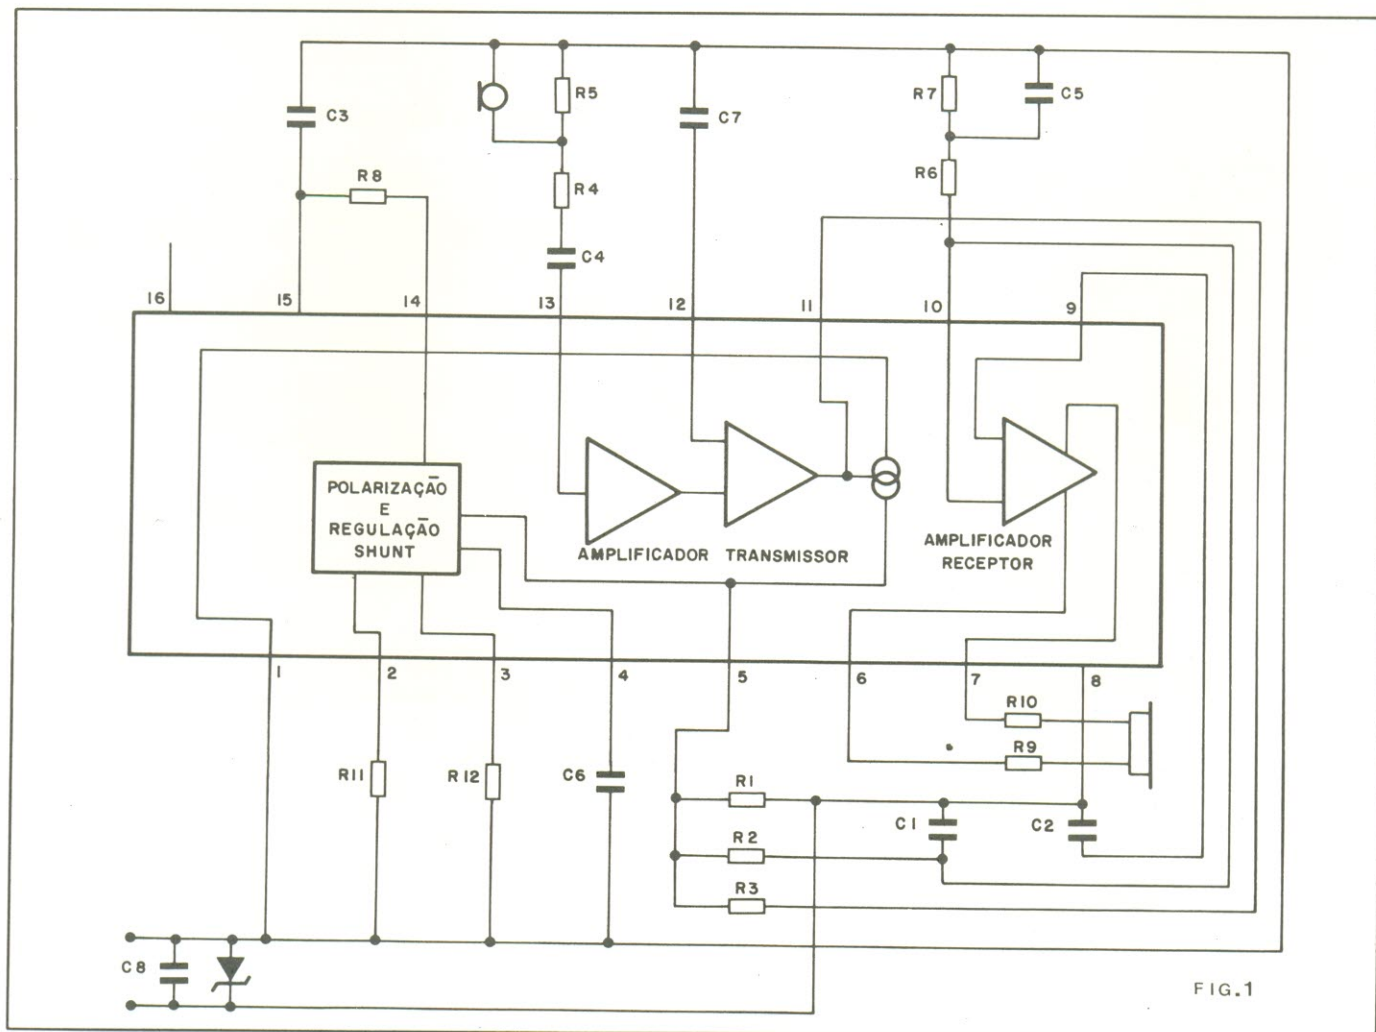 R5
C3
C7
R7
C5
R8
R4
R6
C4
16
15
14
13
12
11
10
9
POLARIZAÇÃO
E
REGULAÇÃO
SHUNT
AMPLIFICADOR TRANSMISSOR
AMPLIFICADOR
RECEPTOR
1
2
3
4
5
6
7
8
R10
R9
R11
R12
C6
R1
C1
C2
R2
R3
C8
FIG.1